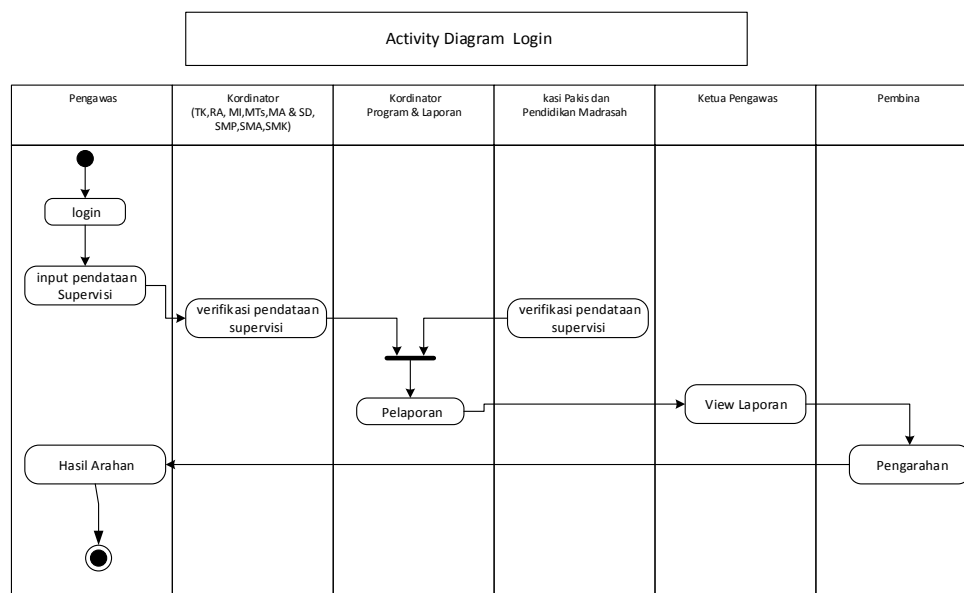 Activity Diagram  Login
Pengawas
Kordinator
(TK,RA, MI,MTs,MA & SD,
SMP,SMA,SMK)
Kordinator
Program & Laporan
kasi Pakis dan
Pendidikan Madrasah
Ketua Pengawas
Pembina
login
input pendataan
Supervisi
verifikasi pendataan
supervisi
verifikasi pendataan
supervisi
Pelaporan
View Laporan
Hasil Arahan
Pengarahan